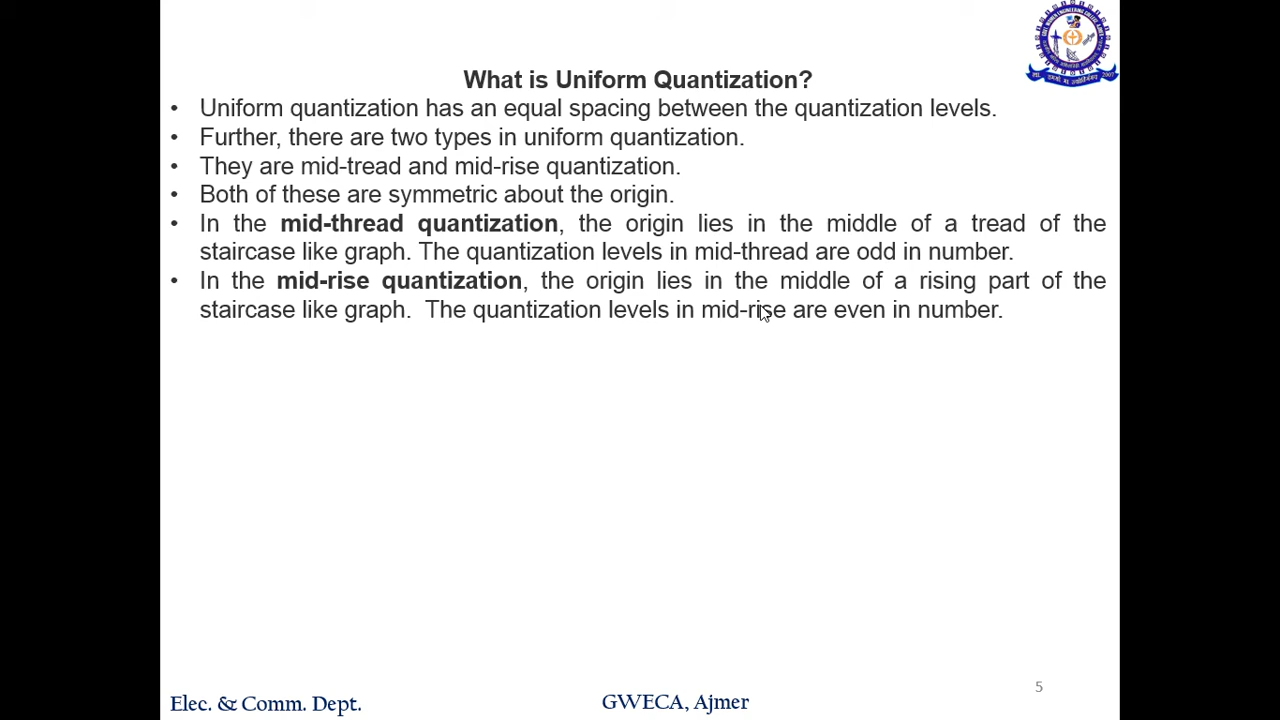 What is Uniform Quantization?
• Uniform quantization has an equal spacing between the quantization levels.
• Further, there are two types in uniform quantization.
• They are mid-tread and mid-rise quantization.
• Both of these are symmetric about the origin.
• In the mid-thread quantization, the origin lies in the middle of a tread of the
staircase like graph. The quantization levels in mid-thread are odd in number.
• In the mid-rise quantization, the origin lies in the middle of a rising part of the
staircase like graph. The quantization levels in mid-rise are even in number.
5
Elec. & Comm. Dept.
GWECA, Ajmer